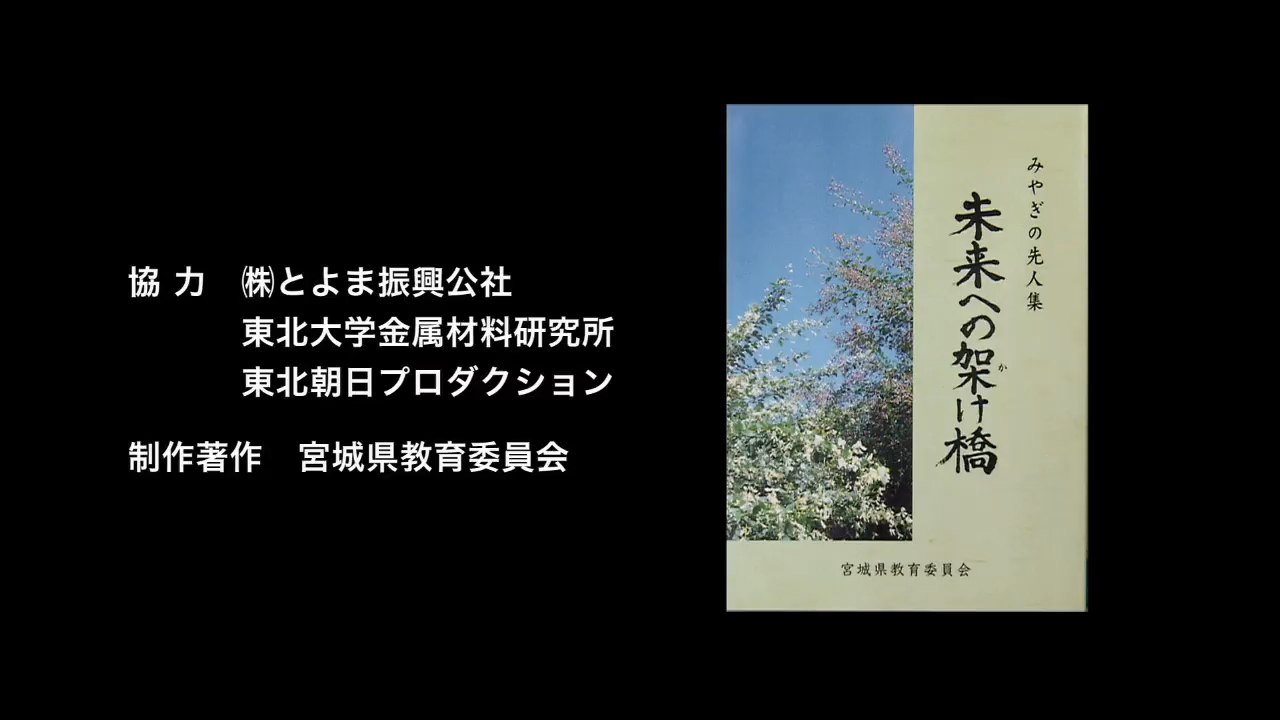 協 力 ㈱とよま振興公社
東北大学金属材料研究所
東北朝日プロダクション
制作著作 宮城県教育委員会
みやぎの先人集
未来への架け橋
か
宮城県教育委員会